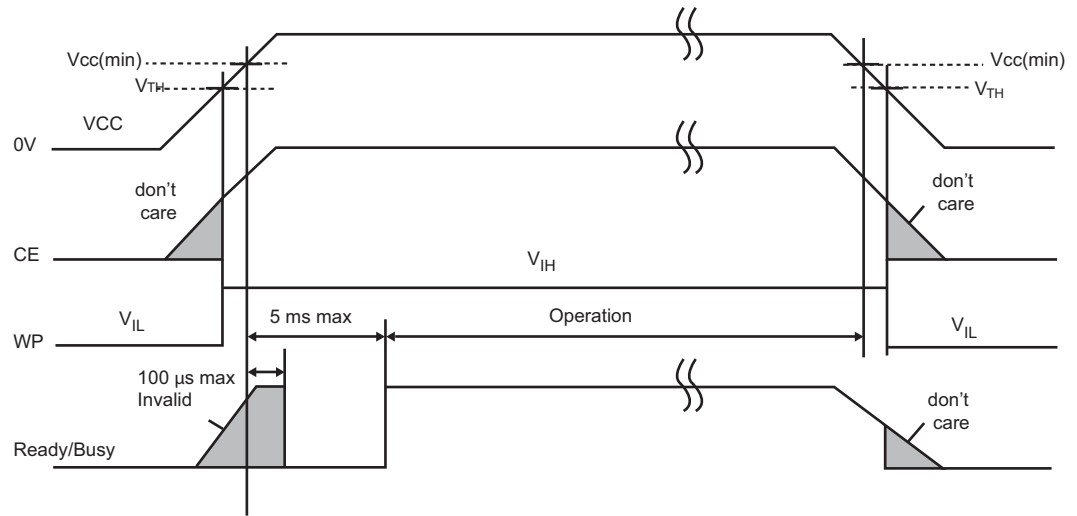 Vcc(min)
Vcc(min)
VTH
VTH
VCC
0V
don't
care
don't
care
CE
VIH
VIL
5 ms max
Operation
VIL
WP
100 µs max
Invalid
don't
care
Ready/Busy